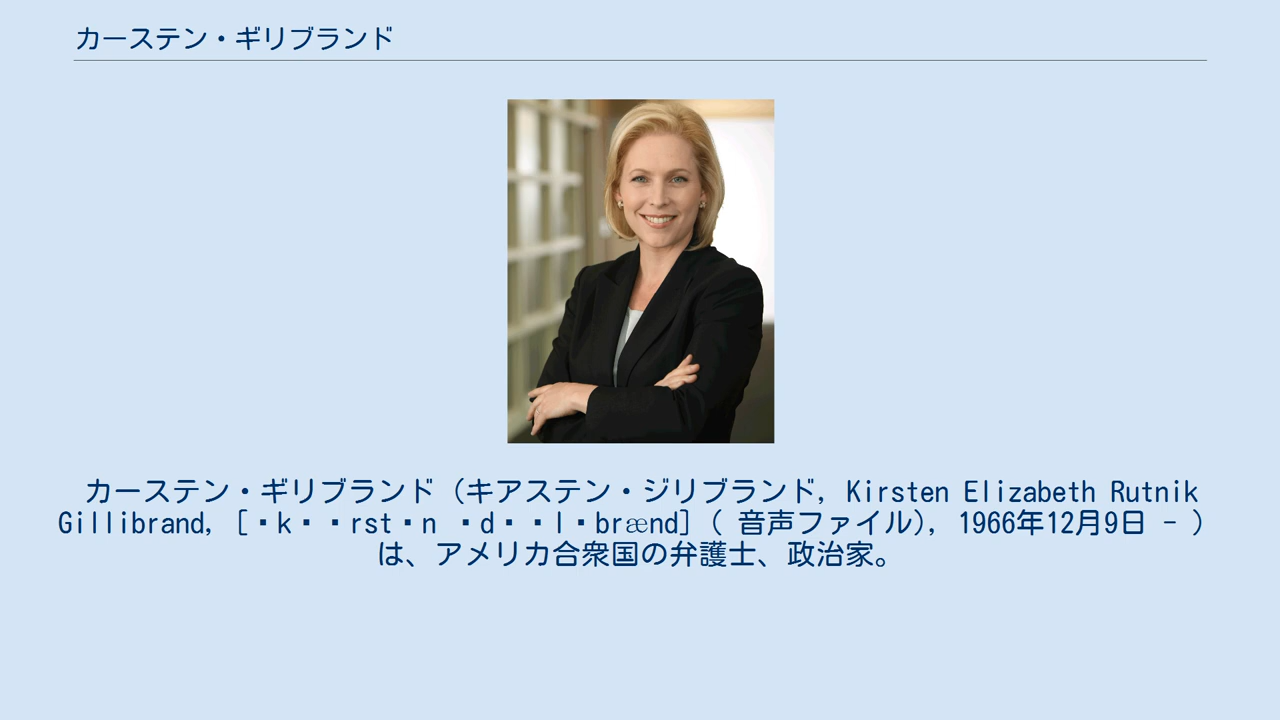 カーステン・ギリブランド
カーステン・ギリブランド（キアステン・ジリブランド, Kirsten Elizabeth Rutnik
Gillibrand, [・k・・rst・n ・d・・l・brænd] ( 音声ファイル), 1966年12月9日 - ）
は、アメリカ合衆国の弁護士、政治家。